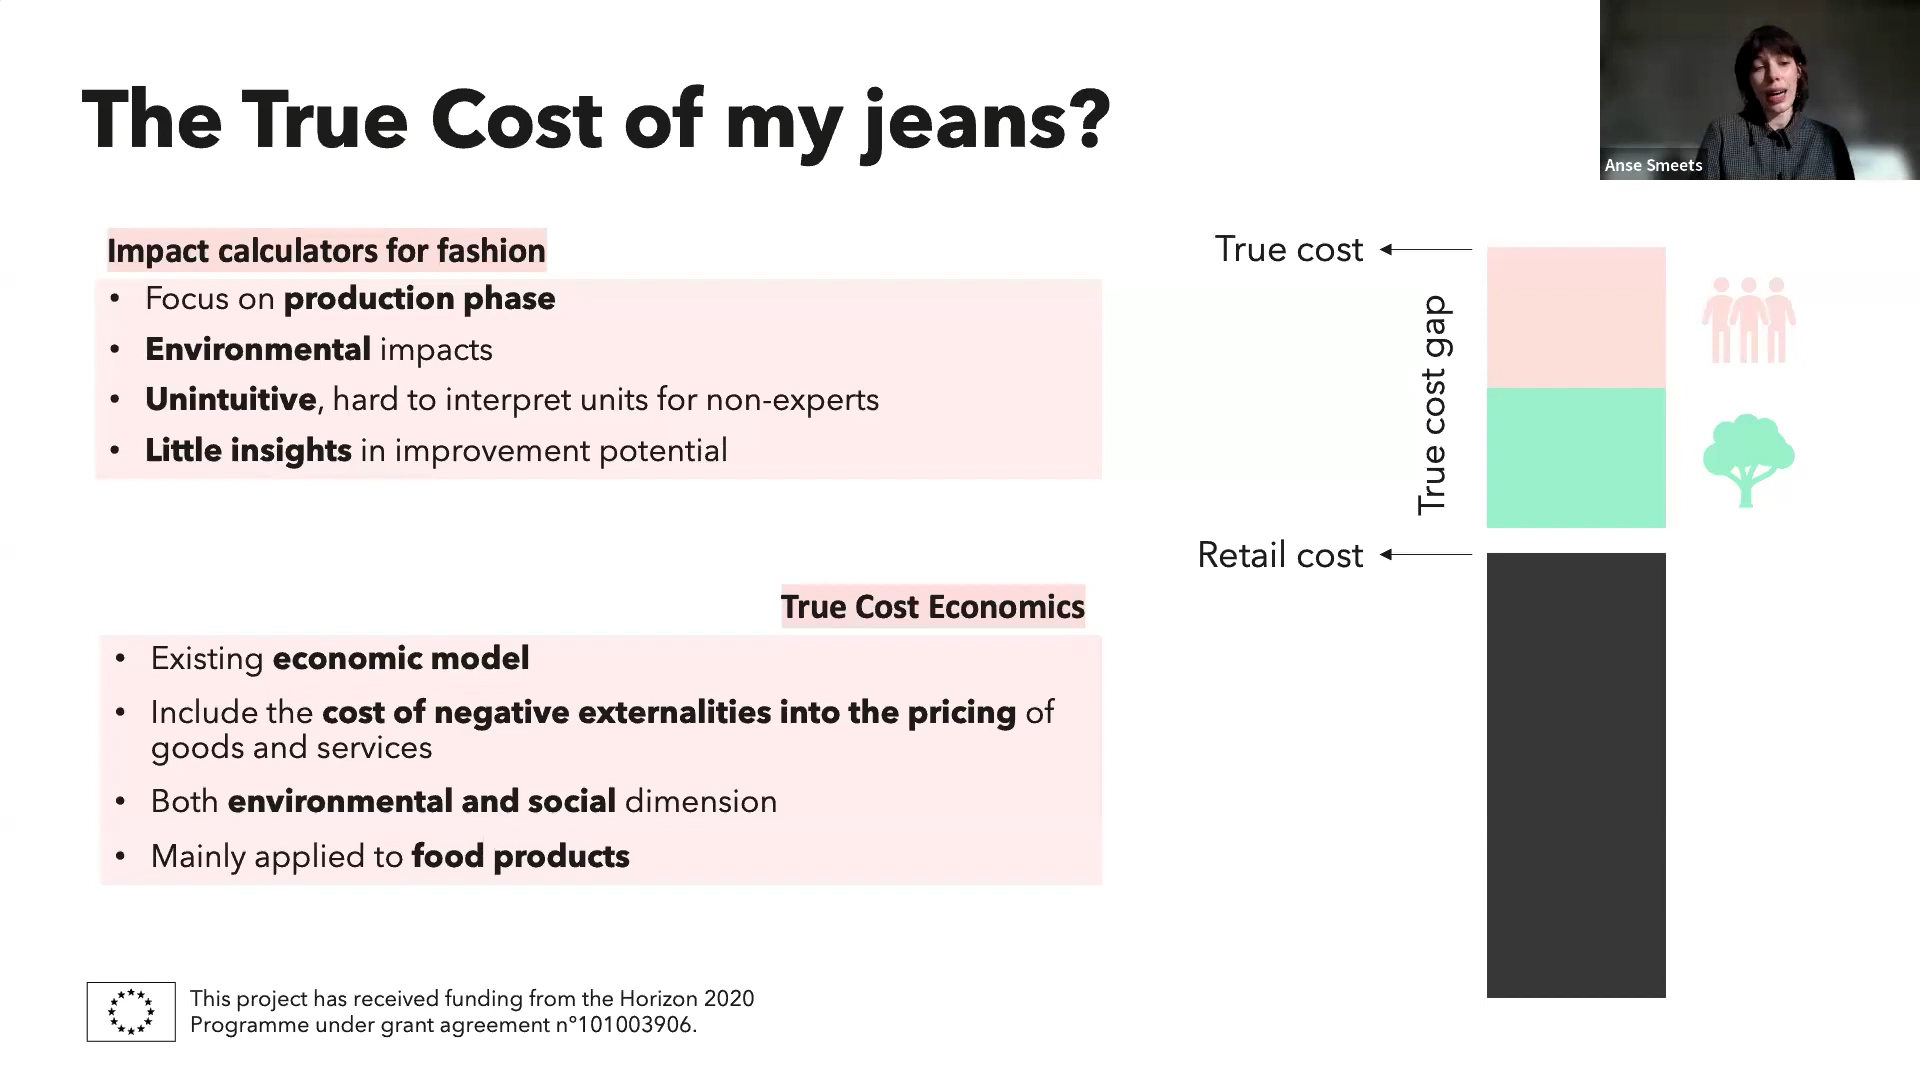 The True Cost of my jeans?
Anse Smeets
Impact calculators for fashion
• Focus on production phase
• Environmental impacts
• Unintuitive, hard to interpret units for non-experts
• Little insights in improvement potential
True Cost Economics
• Existing economic model
• Include the cost of negative externalities into the pricing of
goods and services
• Both environmental and social dimension
• Mainly applied to food products
True cost
True cost gap
Retail cost
This project has received funding from the Horizon 2020
Programme under grant agreement n°101003906.